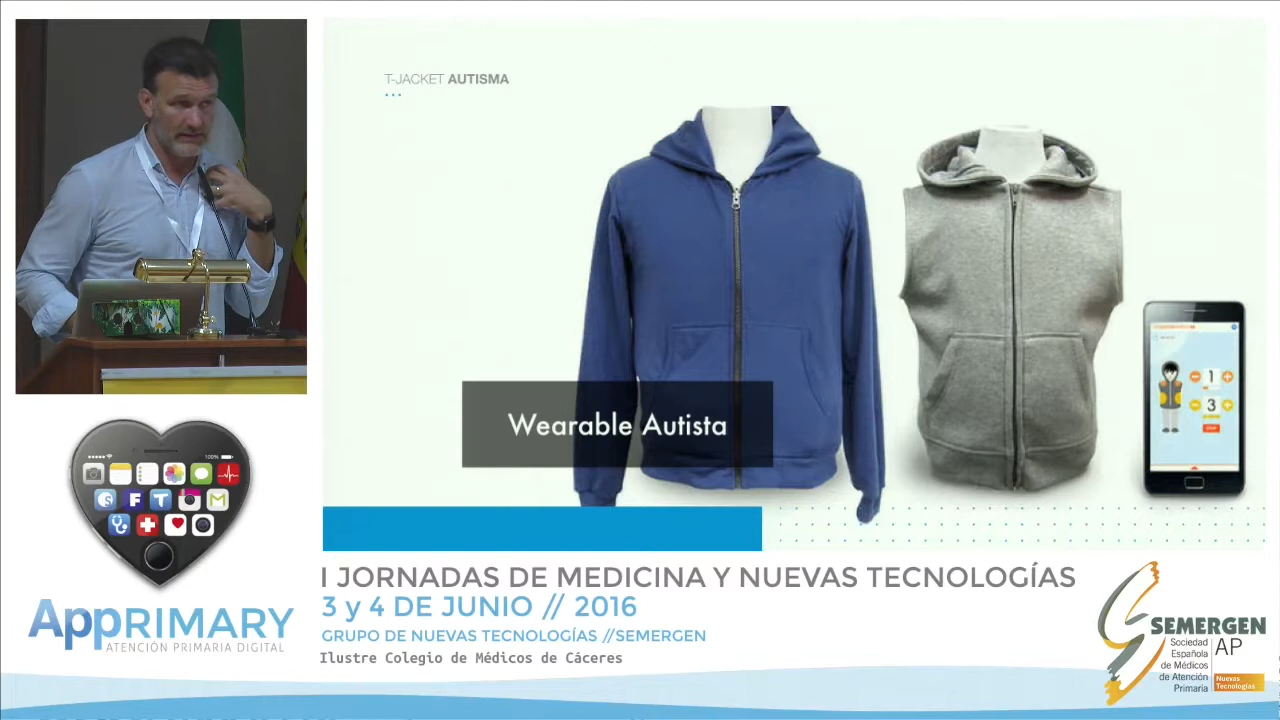 T-JACKET AUTISMA
Wearable Autista
1
3
100%
F
T
M
APPRIMARY
ATENCIÓN PRIMARIA DIGITAL
I JORNADAS DE MEDICINA Y NUEVAS TECNOLOGÍAS
3 y 4 DE JUNIO // 2016
GRUPO DE NUEVAS TECNOLOGÍAS //SEMERGEN
Ilustre Colegio de Médicos de Cáceres
SEMERGEN
Sociedad
Española
de Médicos
de Atención
Primaria
AP
Nuevas
Tecnologías